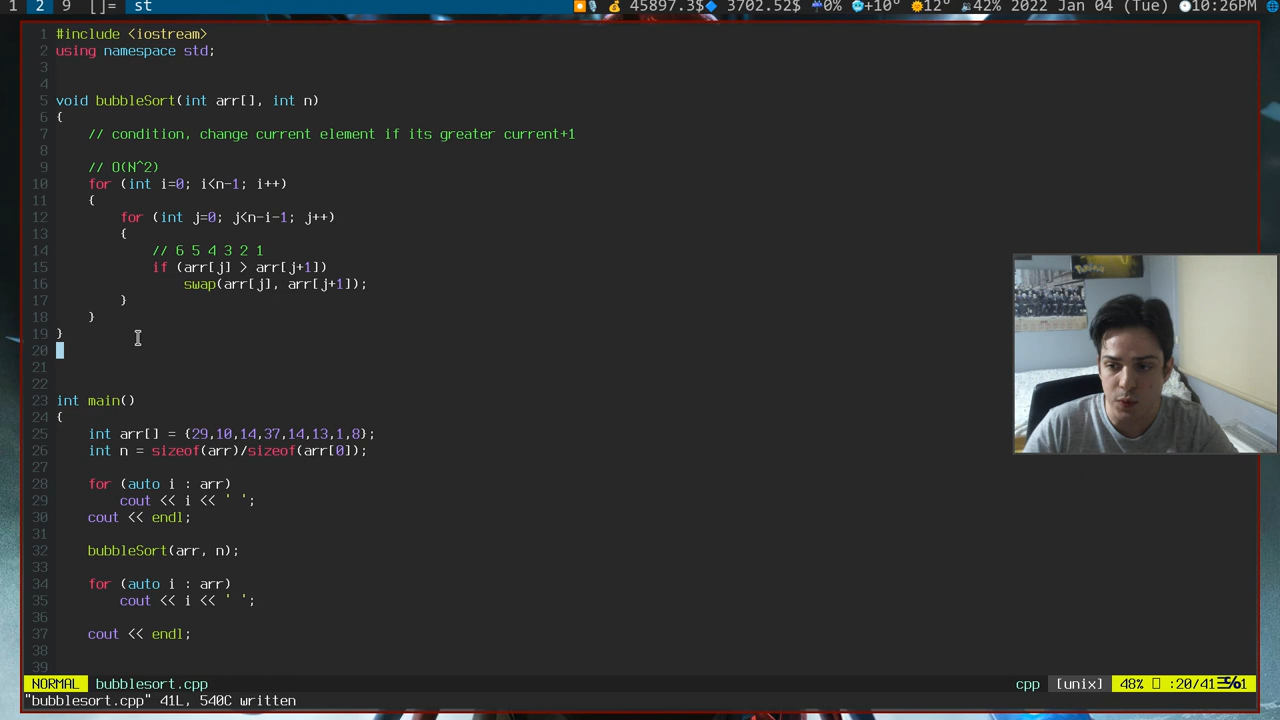 1 2 9 []= st 45897.3$ 3702.52$ 0% +10° 12° 42% 2022 Jan 04 (Tue) 10:26PM
1 #include <iostream>
2 using namespace std;
3
4
5 void bubbleSort(int arr[], int n)
6 {
7 // condition, change current element if its greater current+1
8
9 // O(N^2)
10 for (int i=0; i<n-1; i++)
11 {
12 for (int j=0; j<n-i-1; j++)
13 {
14 // 6 5 4 3 2 1
15 if (arr[j] > arr[j+1])
16 swap(arr[j], arr[j+1]);
17 }
18 }
19 }
20
21
22
23 int main()
24 {
25 int arr[] = {29,10,14,37,14,13,1,8};
26 int n = sizeof(arr)/sizeof(arr[0]);
27
28 for (auto i : arr)
29 cout << i << ' ';
30 cout << endl;
31
32 bubbleSort(arr, n);
33
34 for (auto i : arr)
35 cout << i << ' ';
36
37 cout << endl;
38
39
NORMAL bubblesort.cpp cpp [unix] 48% :20/41 1
"bubblesort.cpp" 41L, 540C written